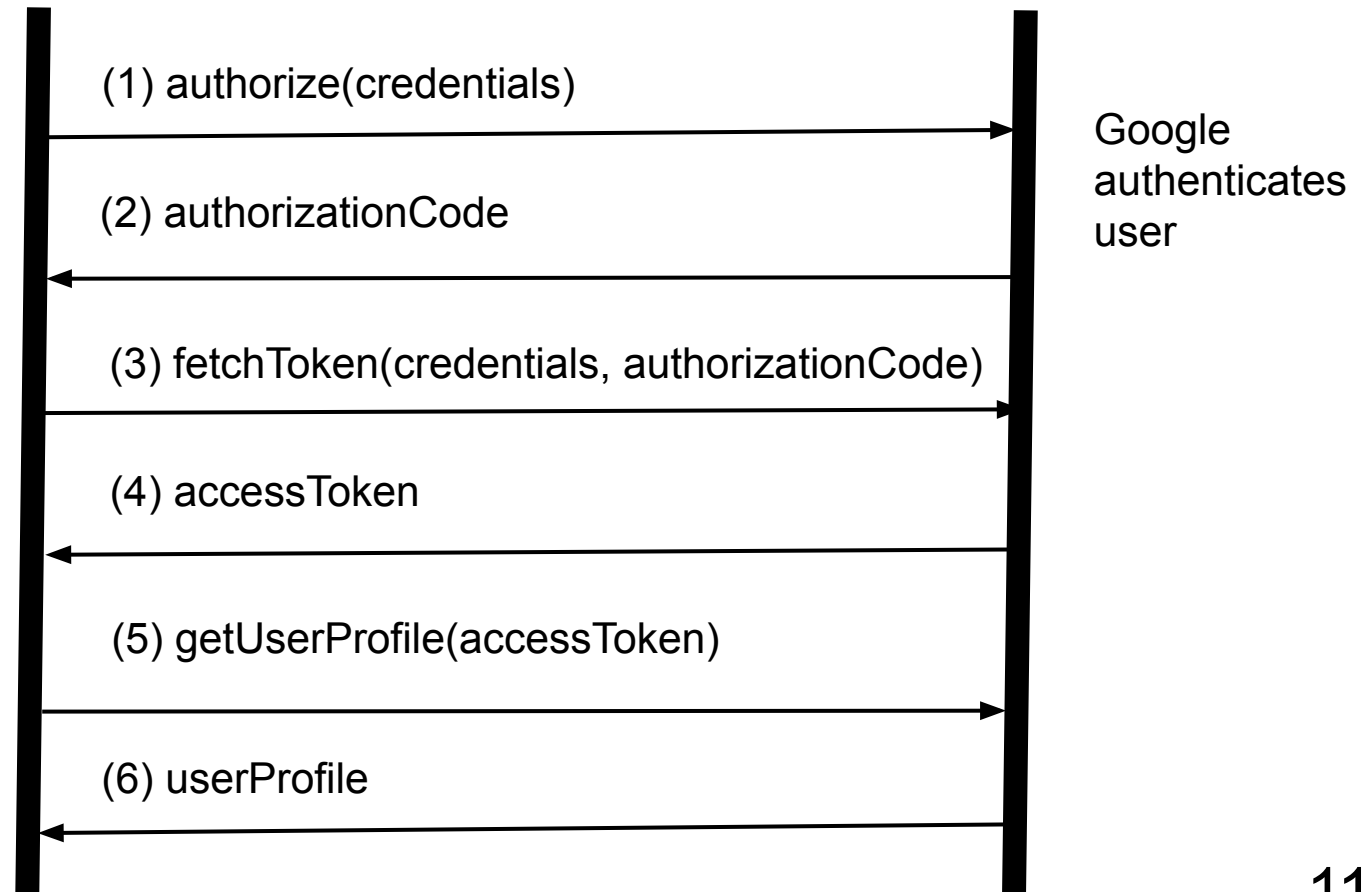 (1) authorize(credentials)
Google
authenticates
user
(2) authorizationCode
(3) fetchToken(credentials, authorizationCode)
(4) accessToken
(5) getUserProfile(accessToken)
(6) userProfile
11